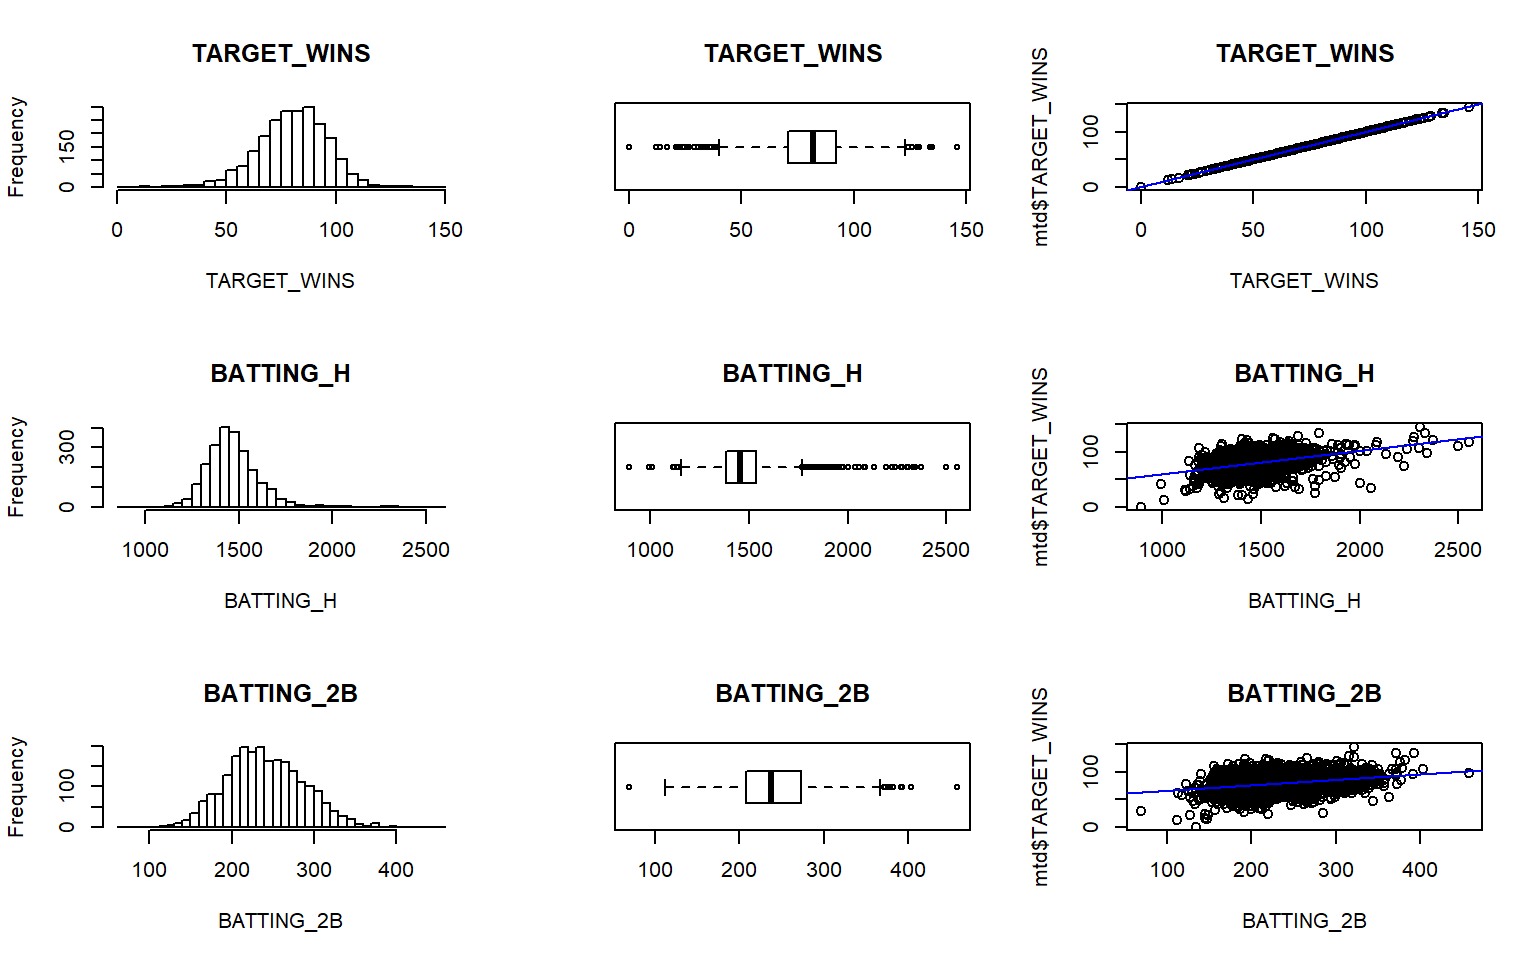 TARGET_WINS
Frequency
150
0
0 50 100 150
TARGET_WINS
TARGET_WINS
0 50 100 150
TARGET_WINS
mtd$TARGET_WINS
100
0
0 50 100 150
TARGET_WINS
BATTING_H
Frequency
300
0
1000 1500 2000 2500
BATTING_H
BATTING_H
1000 1500 2000 2500
BATTING_H
mtd$TARGET_WINS
100
0
1000 1500 2000 2500
BATTING_H
BATTING_2B
Frequency
100
0
100 200 300 400
BATTING_2B
BATTING_2B
100 200 300 400
BATTING_2B
mtd$TARGET_WINS
100
0
100 200 300 400
BATTING_2B